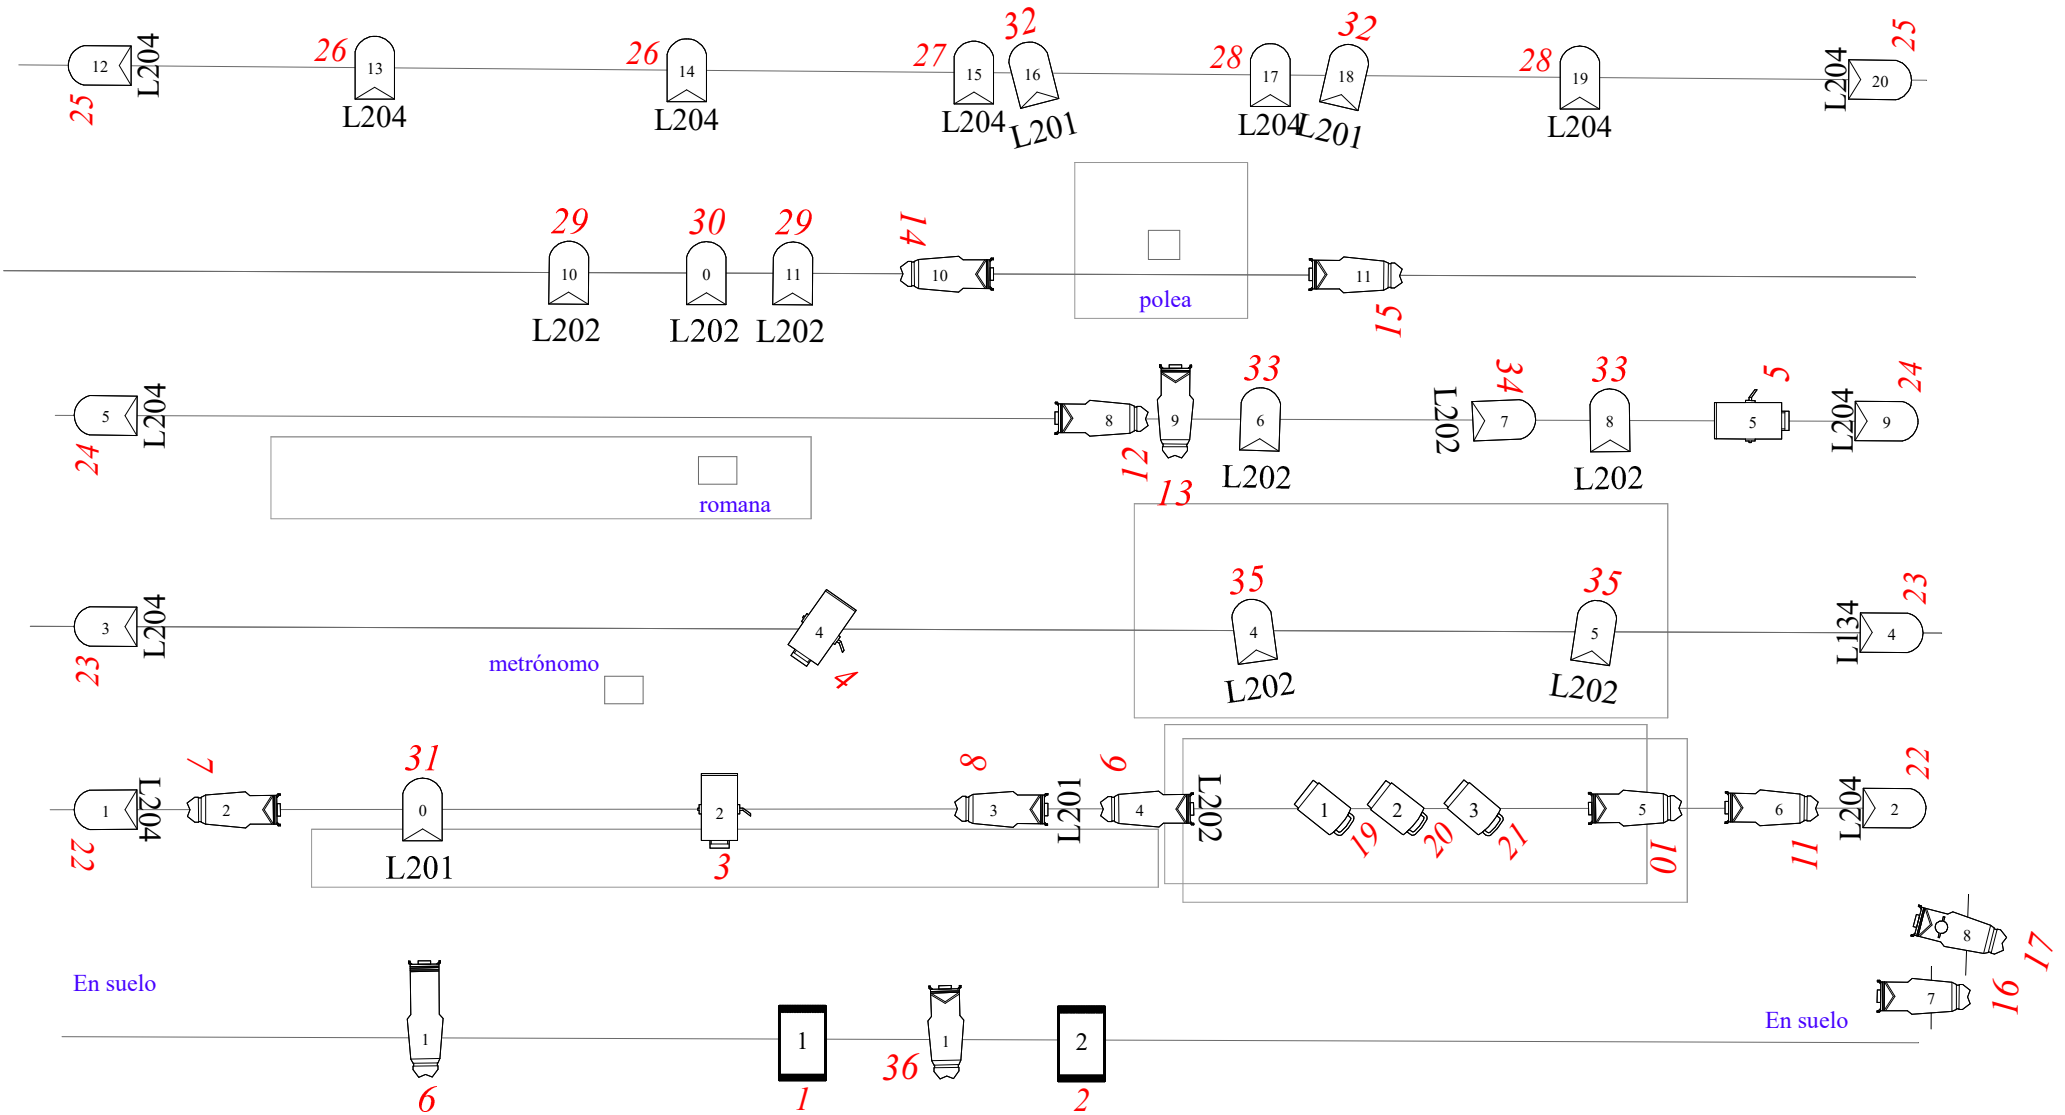 25 12 L204
26 13 L204
26 14 L204
27 15 L204
32 16 L201
28 17 L204
32 18 L201
28 19 L204
25 20 L204
29 10 L202
30 0 L202
29 11 L202
14 10
polea
11 15
24 5 L204
8 12
9 13
33 6 L202
34 7 L202
33 8 L202
5 5
24 9 L204
romana
23 3 L204
metrónomo
4 4
35 4 L202
35 5 L202
23 4 L134
22 1 L204
7 2
31 0 L201
2 3
8 3 L201
9 4 L202
1 19
2 20
3 21
5 10
6 11
22 2 L204
8 17
7 16
En suelo
En suelo
1 6
1 1
36 1
2 2